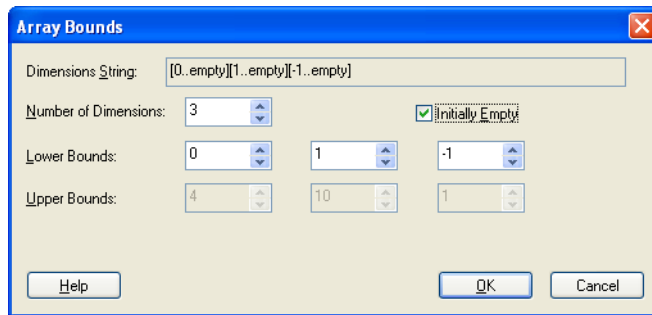 Array Bounds
Dimensions String: [0..empty][1..empty][-1..empty]
Number of Dimensions: 3 Initially Empty
Lower Bounds: 0 1 -1
Upper Bounds: 4 10 1
Help OK Cancel